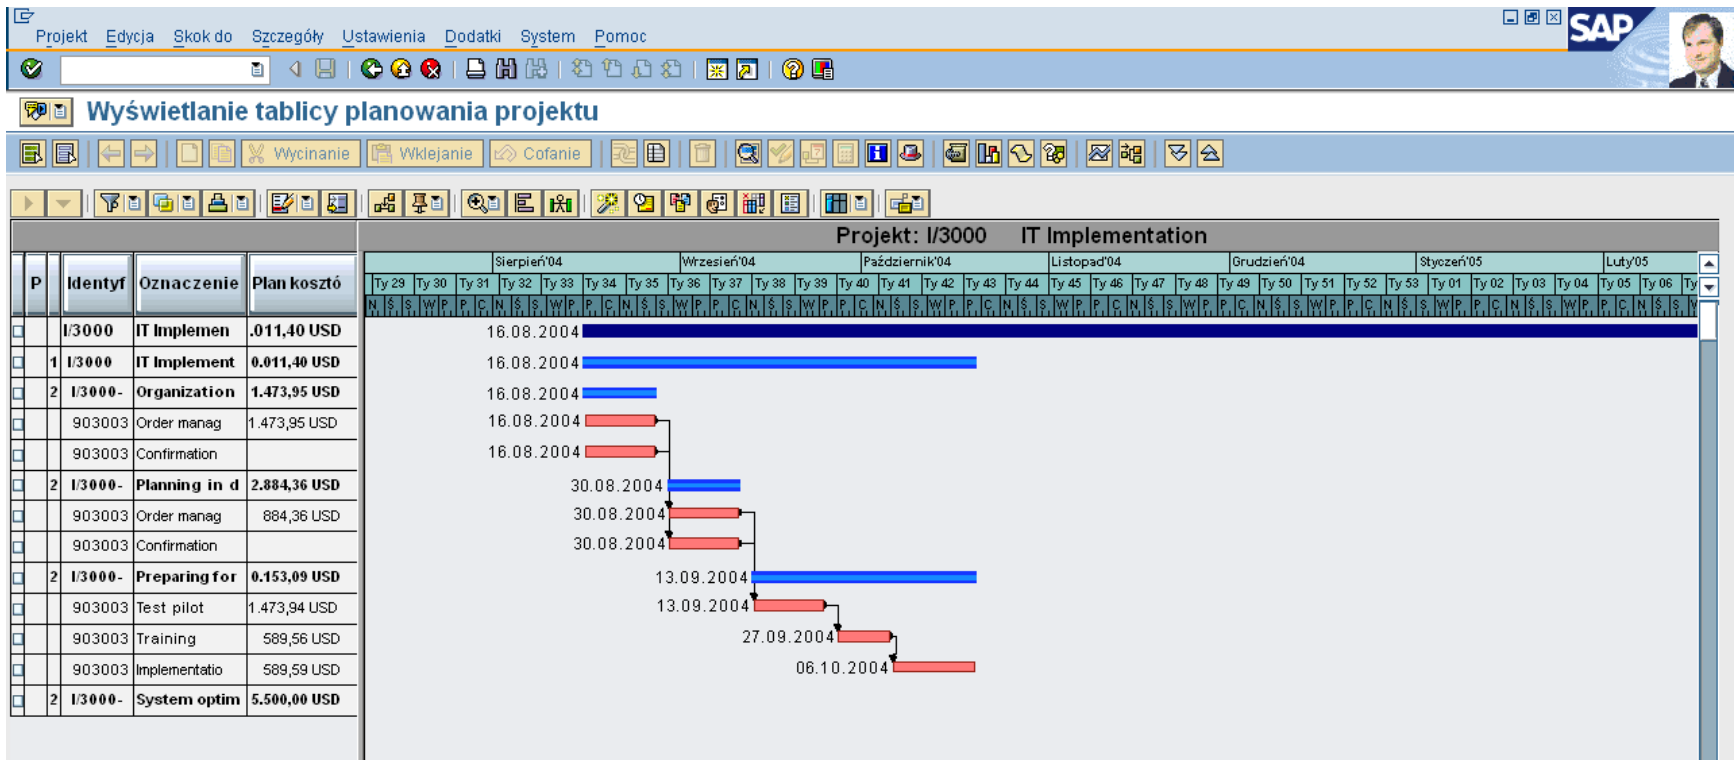 Projekt Edycja Skok do Szczegóły Ustawienia Dodatki System Pomoc
SAP
Wyświetlanie tablicy planowania projektu
Wycinanie Wklejanie Cofanie
Projekt: I/3000 IT Implementation
Sierpień'04 Wrzesień'04 Październik'04 Listopad'04 Grudzień'04 Styczeń'05 Luty'05
P Identyf Oznaczenie Plan kosztó
Ty 29 Ty 30 Ty 31 Ty 32 Ty 33 Ty 34 Ty 35 Ty 36 Ty 37 Ty 38 Ty 39 Ty 40 Ty 41 Ty 42 Ty 43 Ty 44 Ty 45 Ty 46 Ty 47 Ty 48 Ty 49 Ty 50 Ty 51 Ty 52 Ty 53 Ty 01 Ty 02 Ty 03 Ty 04 Ty 05 Ty 06 Ty
I/3000 IT Implemen .011,40 USD 16.08.2004
1 I/3000 IT Implement 0.011,40 USD 16.08.2004
2 I/3000- Organization 1.473,95 USD 16.08.2004
903003 Order manag 1.473,95 USD 16.08.2004
903003 Confirmation 16.08.2004
2 I/3000- Planning in d 2.884,36 USD 30.08.2004
903003 Order manag 884,36 USD 30.08.2004
903003 Confirmation 30.08.2004
2 I/3000- Preparing for 0.153,09 USD 13.09.2004
903003 Test pilot 1.473,94 USD 13.09.2004
903003 Training 589,56 USD 27.09.2004
903003 Implementatio 589,59 USD 06.10.2004
2 I/3000- System optim 5.500,00 USD